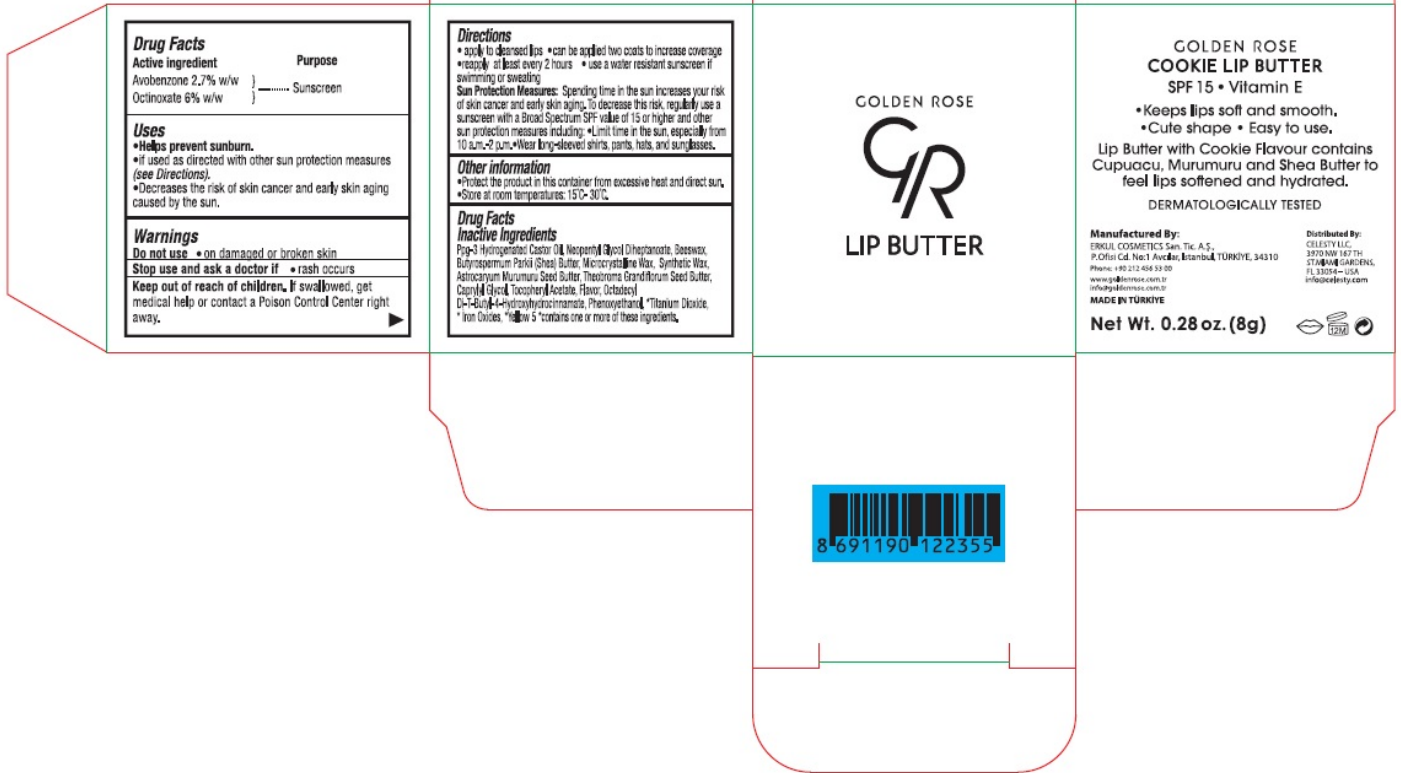 Drug Facts
Active ingredient Purpose
Avobenzone 2.7% w/w } ........ Sunscreen
Octinoxate 6% w/w }
Uses
•Helps prevent sunburn.
•if used as directed with other sun protection measures
(see Directions).
•Decreases the risk of skin cancer and early skin aging
caused by the sun.
Warnings
Do not use • on damaged or broken skin
Stop use and ask a doctor if • rash occurs
Keep out of reach of children. If swallowed, get
medical help or contact a Poison Control Center right
away.
Directions
• apply to cleansed lips •can be applied two coats to increase coverage
•reapply at least every 2 hours • use a water resistant sunscreen if
swimming or sweating
Sun Protection Measures: Spending time in the sun increases your risk
of skin cancer and early skin aging. To decrease this risk, regularly use a
sunscreen with a Broad Spectrum SPF value of 15 or higher and other
sun protection measures including: •Limit time in the sun, especially from
10 a.m.-2 p.m.•Wear long-sleeved shirts, pants, hats, and sunglasses.
Other information
•Protect the product in this container from excessive heat and direct sun.
•Store at room temperatures: 15°C- 30°C.
Drug Facts
Inactive Ingredients
Ppg-3 Hydrogenated Castor Oil, Neopentyl Glycol Diheptanoate, Beeswax,
Butyrospermum Parkii (Shea) Butter, Microcrystalline Wax, Synthetic Wax,
Astrocaryum Murumuru Seed Butter, Theobroma Grandiflorum Seed Butter,
Caprylyl Glycol, Tocopheryl Acetate, Flavor, Octadecyl
Di-T-Butyl-4-Hydroxyhydrocinnamate, Phenoxyethanol, *Titanium Dioxide,
* Iron Oxides, *Yellow 5 *contains one or more of these ingredients.
GOLDEN ROSE
GR
LIP BUTTER
8 691190 122355
GOLDEN ROSE
COOKIE LIP BUTTER
SPF 15 • Vitamin E
•Keeps lips soft and smooth.
•Cute shape • Easy to use.
Lip Butter with Cookie Flavour contains
Cupuacu, Murumuru and Shea Butter to
feel lips softened and hydrated.
DERMATOLOGICALLY TESTED
Manufactured By:
ERKUL COSMETICS San. Tic. A.Ş.,
P.Ofisi Cd. No:1 Avcılar, İstanbul, TÜRKİYE, 34310
Phone: +90 212 456 53 00
www.goldenrose.com.tr
info@goldenrose.com.tr
MADE IN TÜRKİYE
Distributed By:
CELESTY LLC,
3970 NW 167 TH
ST.MIAMI GARDENS,
FL 33054 – USA
info@celesty.com
Net Wt. 0.28 oz. (8g)
12M